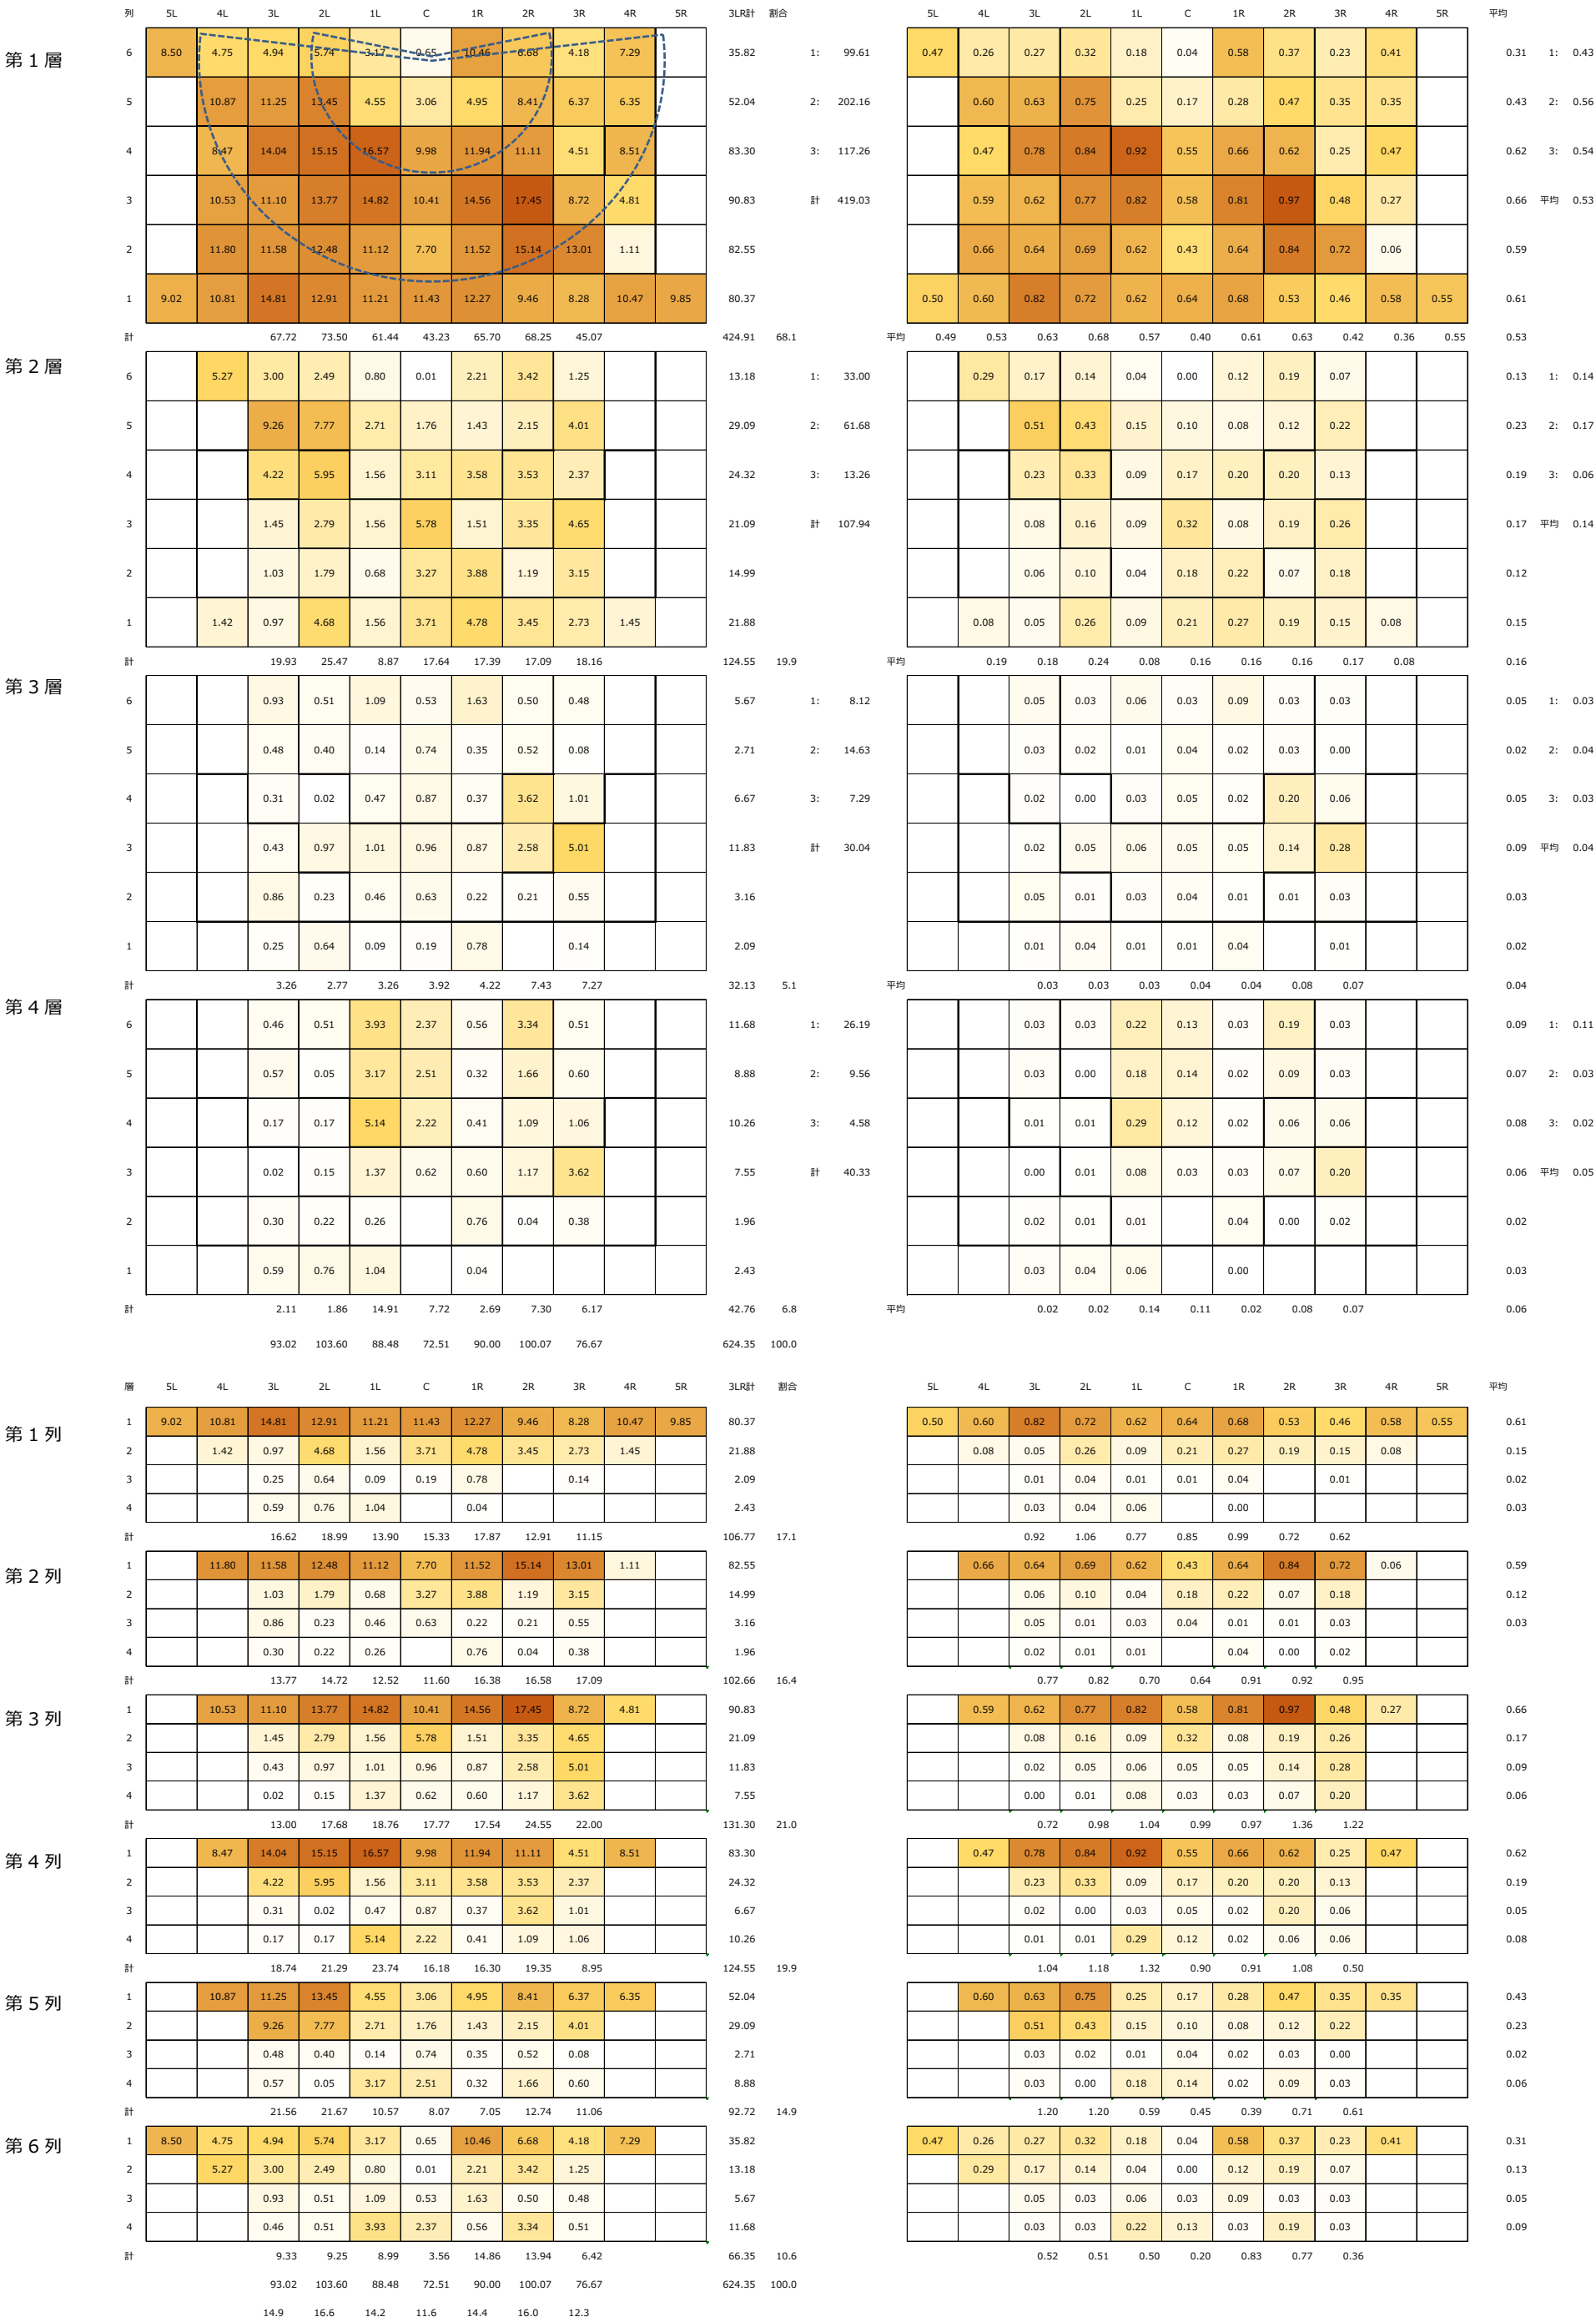 列 5L 4L 3L 2L 1L C 1R 2R 3R 4R 5R 3LR計 割合 5L 4L 3L 2L 1L C 1R 2R 3R 4R 5R 平均
第１層 6 8.50 4.75 4.94 5.74 3.17 0.65 10.46 6.68 4.18 7.29 35.82 1: 99.61 0.47 0.26 0.27 0.32 0.18 0.04 0.58 0.37 0.23 0.41 0.31 1: 0.43
5 10.87 11.25 13.45 4.55 3.06 4.95 8.41 6.37 6.35 52.04 2: 202.16 0.60 0.63 0.75 0.25 0.17 0.28 0.47 0.35 0.35 0.43 2: 0.56
4 8.47 14.04 15.15 16.57 9.98 11.94 11.11 4.51 8.51 83.30 3: 117.26 0.47 0.78 0.84 0.92 0.55 0.66 0.62 0.25 0.47 0.62 3: 0.54
3 10.53 11.10 13.77 14.82 10.41 14.56 17.45 8.72 4.81 90.83 計 419.03 0.59 0.62 0.77 0.82 0.58 0.81 0.97 0.48 0.27 0.66 平均 0.53
2 11.80 11.58 12.48 11.12 7.70 11.52 15.14 13.01 1.11 82.55 0.66 0.64 0.69 0.62 0.43 0.64 0.84 0.72 0.06 0.59
1 9.02 10.81 14.81 12.91 11.21 11.43 12.27 9.46 8.28 10.47 9.85 80.37 0.50 0.60 0.82 0.72 0.62 0.64 0.68 0.53 0.46 0.58 0.55 0.61
計 67.72 73.50 61.44 43.23 65.70 68.25 45.07 424.91 68.1 平均 0.49 0.53 0.63 0.68 0.57 0.40 0.61 0.63 0.42 0.36 0.55 0.53
第２層 6 5.27 3.00 2.49 0.80 0.01 2.21 3.42 1.25 13.18 1: 33.00 0.29 0.17 0.14 0.04 0.00 0.12 0.19 0.07 0.13 1: 0.14
5 9.26 7.77 2.71 1.76 1.43 2.15 4.01 29.09 2: 61.68 0.51 0.43 0.15 0.10 0.08 0.12 0.22 0.23 2: 0.17
4 4.22 5.95 1.56 3.11 3.58 3.53 2.37 24.32 3: 13.26 0.23 0.33 0.09 0.17 0.20 0.20 0.13 0.19 3: 0.06
3 1.45 2.79 1.56 5.78 1.51 3.35 4.65 21.09 計 107.94 0.08 0.16 0.09 0.32 0.08 0.19 0.26 0.17 平均 0.14
2 1.03 1.79 0.68 3.27 3.88 1.19 3.15 14.99 0.06 0.10 0.04 0.18 0.22 0.07 0.18 0.12
1 1.42 0.97 4.68 1.56 3.71 4.78 3.45 2.73 1.45 21.88 0.08 0.05 0.26 0.09 0.21 0.27 0.19 0.15 0.08 0.15
計 19.93 25.47 8.87 17.64 17.39 17.09 18.16 124.55 19.9 平均 0.19 0.18 0.24 0.08 0.16 0.16 0.16 0.17 0.08 0.16
第３層 6 0.93 0.51 1.09 0.53 1.63 0.50 0.48 5.67 1: 8.12 0.05 0.03 0.06 0.03 0.09 0.03 0.03 0.05 1: 0.03
5 0.48 0.40 0.14 0.74 0.35 0.52 0.08 2.71 2: 14.63 0.03 0.02 0.01 0.04 0.02 0.03 0.00 0.02 2: 0.04
4 0.31 0.02 0.47 0.87 0.37 3.62 1.01 6.67 3: 7.29 0.02 0.00 0.03 0.05 0.02 0.20 0.06 0.05 3: 0.03
3 0.43 0.97 1.01 0.96 0.87 2.58 5.01 11.83 計 30.04 0.02 0.05 0.06 0.05 0.05 0.14 0.28 0.09 平均 0.04
2 0.86 0.23 0.46 0.63 0.22 0.21 0.55 3.16 0.05 0.01 0.03 0.04 0.01 0.01 0.03 0.03
1 0.25 0.64 0.09 0.19 0.78 0.14 2.09 0.01 0.04 0.01 0.01 0.04 0.01 0.02
計 3.26 2.77 3.26 3.92 4.22 7.43 7.27 32.13 5.1 平均 0.03 0.03 0.03 0.04 0.04 0.08 0.07 0.04
第４層 6 0.46 0.51 3.93 2.37 0.56 3.34 0.51 11.68 1: 26.19 0.03 0.03 0.22 0.13 0.03 0.19 0.03 0.09 1: 0.11
5 0.57 0.05 3.17 2.51 0.32 1.66 0.60 8.88 2: 9.56 0.03 0.00 0.18 0.14 0.02 0.09 0.03 0.07 2: 0.03
4 0.17 0.17 5.14 2.22 0.41 1.09 1.06 10.26 3: 4.58 0.01 0.01 0.29 0.12 0.02 0.06 0.06 0.08 3: 0.02
3 0.02 0.15 1.37 0.62 0.60 1.17 3.62 7.55 計 40.33 0.00 0.01 0.08 0.03 0.03 0.07 0.20 0.06 平均 0.05
2 0.30 0.22 0.26 0.76 0.04 0.38 1.96 0.02 0.01 0.01 0.04 0.00 0.02 0.02
1 0.59 0.76 1.04 0.04 2.43 0.03 0.04 0.06 0.00 0.03
計 2.11 1.86 14.91 7.72 2.69 7.30 6.17 42.76 6.8 平均 0.02 0.02 0.14 0.11 0.02 0.08 0.07 0.06
93.02 103.60 88.48 72.51 90.00 100.07 76.67 624.35 100.0
層 5L 4L 3L 2L 1L C 1R 2R 3R 4R 5R 3LR計 割合 5L 4L 3L 2L 1L C 1R 2R 3R 4R 5R 平均
第１列 1 9.02 10.81 14.81 12.91 11.21 11.43 12.27 9.46 8.28 10.47 9.85 80.37 0.50 0.60 0.82 0.72 0.62 0.64 0.68 0.53 0.46 0.58 0.55 0.61
2 1.42 0.97 4.68 1.56 3.71 4.78 3.45 2.73 1.45 21.88 0.08 0.05 0.26 0.09 0.21 0.27 0.19 0.15 0.08 0.15
3 0.25 0.64 0.09 0.19 0.78 0.14 2.09 0.01 0.04 0.01 0.01 0.04 0.01 0.02
4 0.59 0.76 1.04 0.04 2.43 0.03 0.04 0.06 0.00 0.03
計 16.62 18.99 13.90 15.33 17.87 12.91 11.15 106.77 17.1 0.92 1.06 0.77 0.85 0.99 0.72 0.62
第２列 1 11.80 11.58 12.48 11.12 7.70 11.52 15.14 13.01 1.11 82.55 0.66 0.64 0.69 0.62 0.43 0.64 0.84 0.72 0.06 0.59
2 1.03 1.79 0.68 3.27 3.88 1.19 3.15 14.99 0.06 0.10 0.04 0.18 0.22 0.07 0.18 0.12
3 0.86 0.23 0.46 0.63 0.22 0.21 0.55 3.16 0.05 0.01 0.03 0.04 0.01 0.01 0.03 0.03
4 0.30 0.22 0.26 0.76 0.04 0.38 1.96 0.02 0.01 0.01 0.04 0.00 0.02
計 13.77 14.72 12.52 11.60 16.38 16.58 17.09 102.66 16.4 0.77 0.82 0.70 0.64 0.91 0.92 0.95
第３列 1 10.53 11.10 13.77 14.82 10.41 14.56 17.45 8.72 4.81 90.83 0.59 0.62 0.77 0.82 0.58 0.81 0.97 0.48 0.27 0.66
2 1.45 2.79 1.56 5.78 1.51 3.35 4.65 21.09 0.08 0.16 0.09 0.32 0.08 0.19 0.26 0.17
3 0.43 0.97 1.01 0.96 0.87 2.58 5.01 11.83 0.02 0.05 0.06 0.05 0.05 0.14 0.28 0.09
4 0.02 0.15 1.37 0.62 0.60 1.17 3.62 7.55 0.00 0.01 0.08 0.03 0.03 0.07 0.20 0.06
計 13.00 17.68 18.76 17.77 17.54 24.55 22.00 131.30 21.0 0.72 0.98 1.04 0.99 0.97 1.36 1.22
第４列 1 8.47 14.04 15.15 16.57 9.98 11.94 11.11 4.51 8.51 83.30 0.47 0.78 0.84 0.92 0.55 0.66 0.62 0.25 0.47 0.62
2 4.22 5.95 1.56 3.11 3.58 3.53 2.37 24.32 0.23 0.33 0.09 0.17 0.20 0.20 0.13 0.19
3 0.31 0.02 0.47 0.87 0.37 3.62 1.01 6.67 0.02 0.00 0.03 0.05 0.02 0.20 0.06 0.05
4 0.17 0.17 5.14 2.22 0.41 1.09 1.06 10.26 0.01 0.01 0.29 0.12 0.02 0.06 0.06 0.08
計 18.74 21.29 23.74 16.18 16.30 19.35 8.95 124.55 19.9 1.04 1.18 1.32 0.90 0.91 1.08 0.50
第５列 1 10.87 11.25 13.45 4.55 3.06 4.95 8.41 6.37 6.35 52.04 0.60 0.63 0.75 0.25 0.17 0.28 0.47 0.35 0.35 0.43
2 9.26 7.77 2.71 1.76 1.43 2.15 4.01 29.09 0.51 0.43 0.15 0.10 0.08 0.12 0.22 0.23
3 0.48 0.40 0.14 0.74 0.35 0.52 0.08 2.71 0.03 0.02 0.01 0.04 0.02 0.03 0.00 0.02
4 0.57 0.05 3.17 2.51 0.32 1.66 0.60 8.88 0.03 0.00 0.18 0.14 0.02 0.09 0.03 0.06
計 21.56 21.67 10.57 8.07 7.05 12.74 11.06 92.72 14.9 1.20 1.20 0.59 0.45 0.39 0.71 0.61
第６列 1 8.50 4.75 4.94 5.74 3.17 0.65 10.46 6.68 4.18 7.29 35.82 0.47 0.26 0.27 0.32 0.18 0.04 0.58 0.37 0.23 0.41 0.31
2 5.27 3.00 2.49 0.80 0.01 2.21 3.42 1.25 13.18 0.29 0.17 0.14 0.04 0.00 0.12 0.19 0.07 0.13
3 0.93 0.51 1.09 0.53 1.63 0.50 0.48 5.67 0.05 0.03 0.06 0.03 0.09 0.03 0.03 0.05
4 0.46 0.51 3.93 2.37 0.56 3.34 0.51 11.68 0.03 0.03 0.22 0.13 0.03 0.19 0.03 0.09
計 9.33 9.25 8.99 3.56 14.86 13.94 6.42 66.35 10.6 0.52 0.51 0.50 0.20 0.83 0.77 0.36
93.02 103.60 88.48 72.51 90.00 100.07 76.67 624.35 100.0
14.9 16.6 14.2 11.6 14.4 16.0 12.3